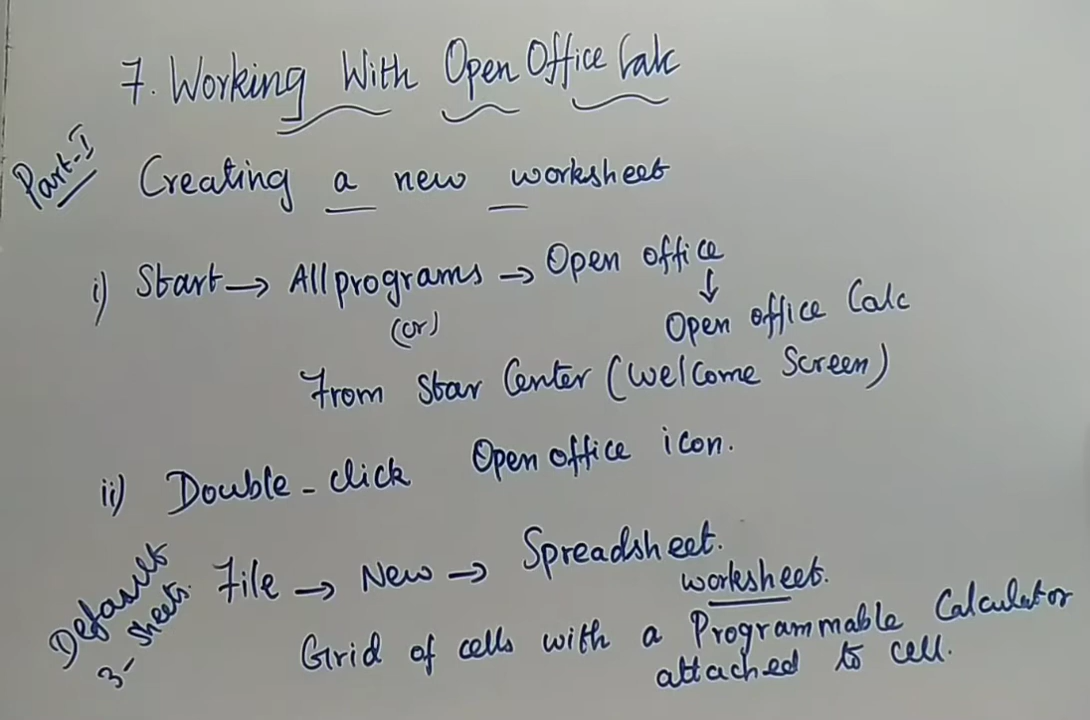 7. Working With Open Office Calc
Part-I
Creating a new worksheet
i) Start → All programs → Open office
↓
(or)
Open office Calc
From Star Center (Welcome Screen)
ii) Double-click Open office icon.
Default
3- sheets.
File → New → Spreadsheet.
worksheet.
Grid of cells with a Programmable Calculator
attached to cell.